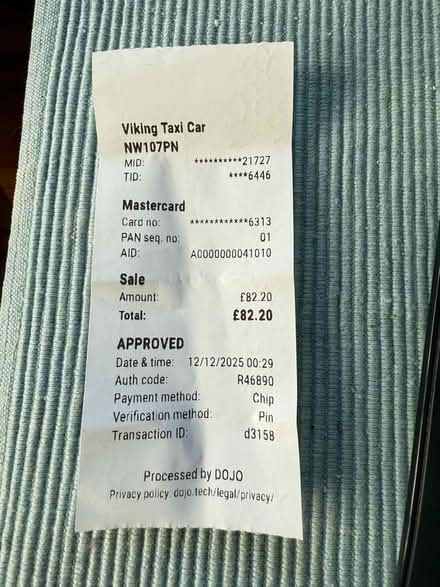 Viking Taxi Car
NW107PN
MID: **********21727
TID: ****6446
Mastercard
Card no: ************6313
PAN seq. no: 01
AID: A0000000041010
Sale
Amount: £82.20
Total: £82.20
APPROVED
Date & time: 12/12/2025 00:29
Auth code: R46890
Payment method: Chip
Verification method: Pin
Transaction ID: d3158
Processed by DOJO
Privacy policy: dojo.tech/legal/privacy/